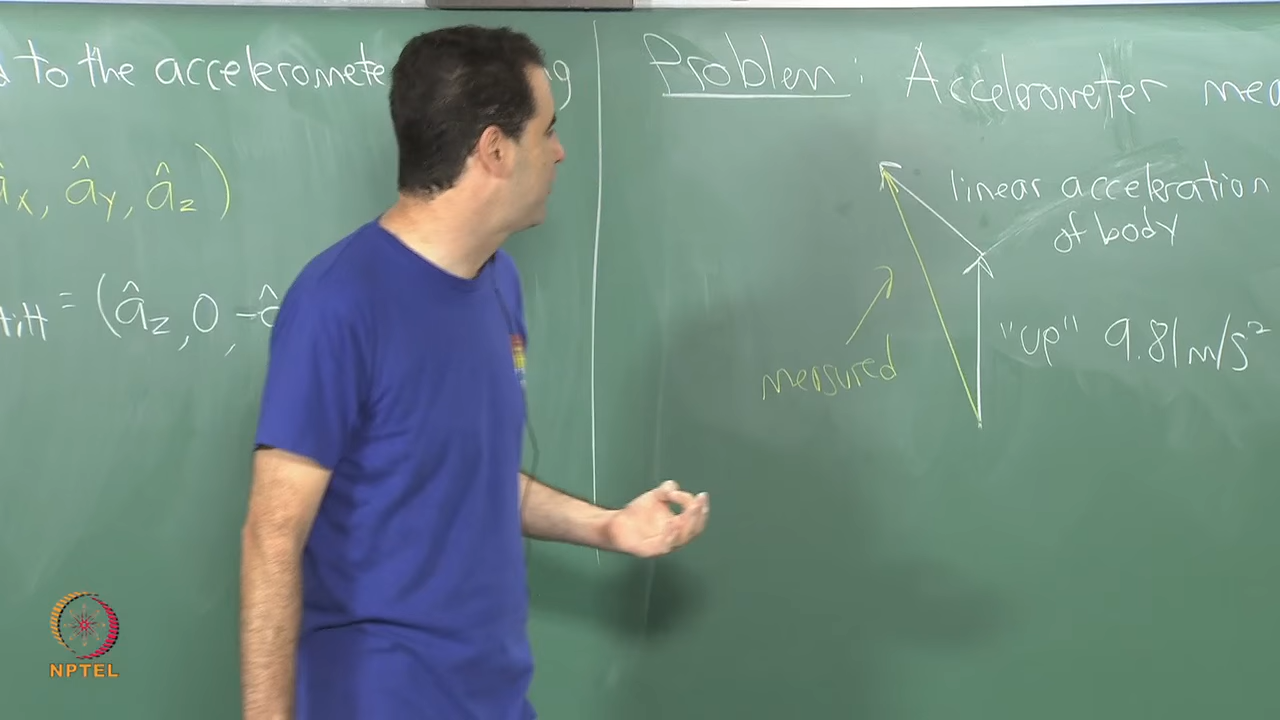 d to the accelerometer
g
(âx, ây, âz)
tilt = (âz, 0, -â
Problem: Accelerometer mea
linear acceleration
of body
"up" 9.81 m/s²
measured
NPTEL